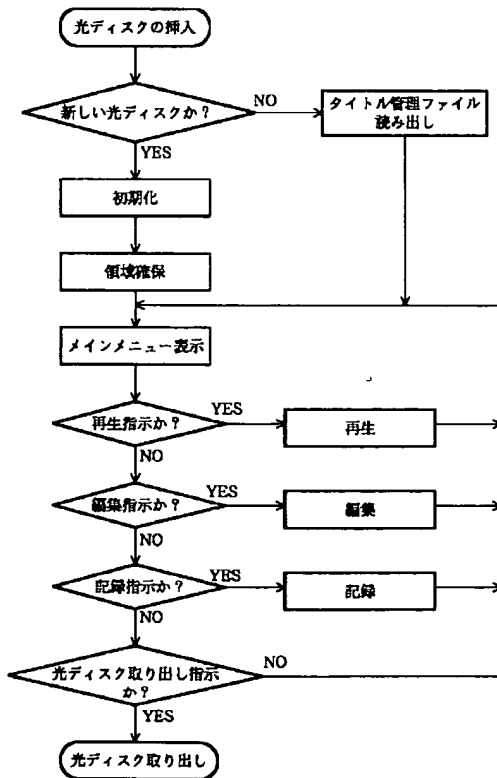 光ディスクの挿入
新しい光ディスクか?
NO
タイトル管理ファイル
読み出し
YES
初期化
領域確保
メインメニュー表示
再生指示か?
YES
再生
NO
編集指示か?
YES
編集
NO
記録指示か?
YES
記録
NO
光ディスク取り出し指示
か?
NO
YES
光ディスク取り出し